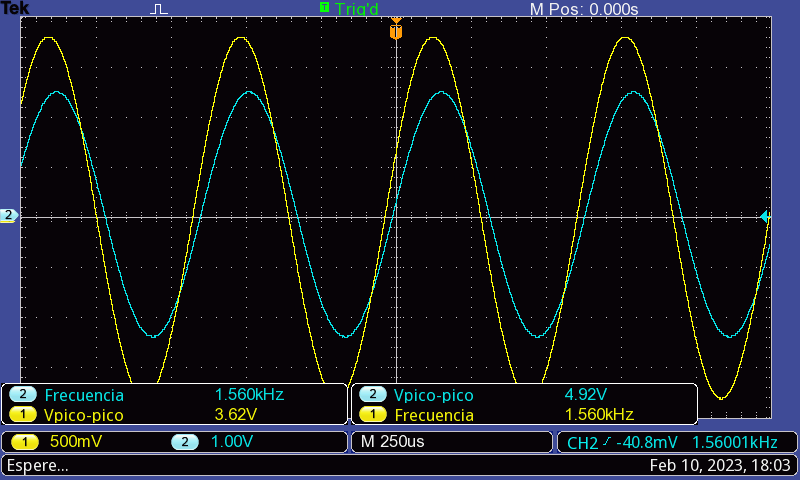 Tek Trig'd M Pos: 0.000s
T
2
2 Frecuencia 1.560kHz 2 Vpico-pico 4.92V
1 Vpico-pico 3.62V 1 Frecuencia 1.560kHz
1 500mV 2 1.00V M 250us CH2 -40.8mV 1.56001kHz
Espere... Feb 10, 2023, 18:03